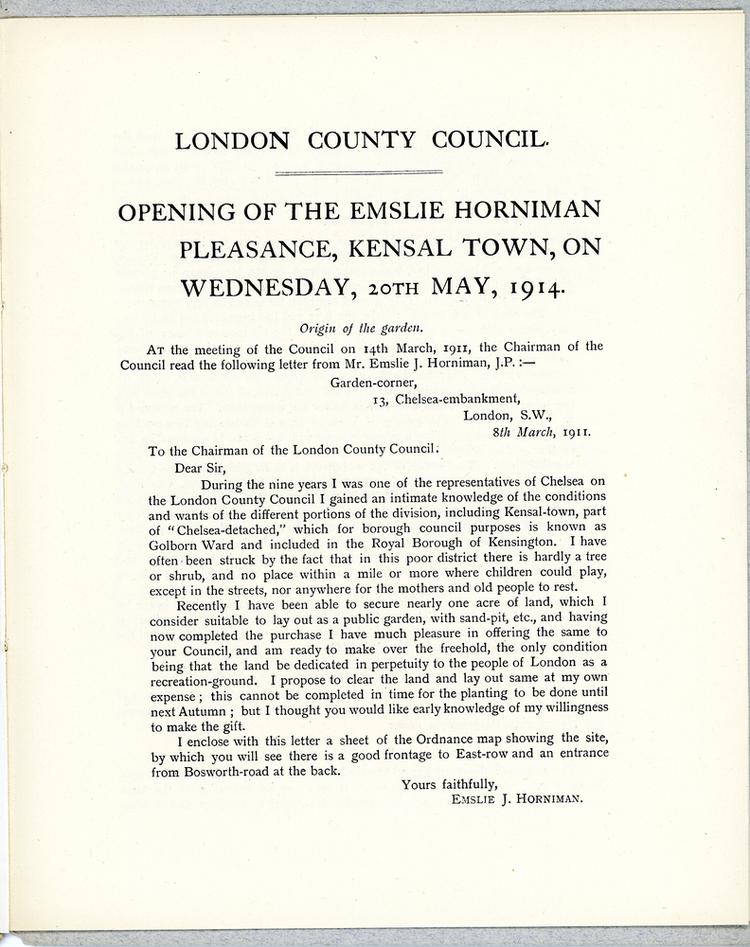 LONDON COUNTY COUNCIL.
OPENING OF THE EMSLIE HORNIMAN
PLEASANCE, KENSAL TOWN, ON
WEDNESDAY, 20TH MAY, 1914.
Origin of the garden.
AT the meeting of the Council on 14th March, 1911, the Chairman of the
Council read the following letter from Mr. Emslie J. Horniman, J.P. :—
Garden-corner,
13, Chelsea-embankment,
London, S.W.,
8th March, 1911.
To the Chairman of the London County Council.
Dear Sir,
During the nine years I was one of the representatives of Chelsea on
the London County Council I gained an intimate knowledge of the conditions
and wants of the different portions of the division, including Kensal-town, part
of "Chelsea-detached," which for borough council purposes is known as
Golborn Ward and included in the Royal Borough of Kensington. I have
often been struck by the fact that in this poor district there is hardly a tree
or shrub, and no place within a mile or more where children could play,
except in the streets, nor anywhere for the mothers and old people to rest.
Recently I have been able to secure nearly one acre of land, which I
consider suitable to lay out as a public garden, with sand-pit, etc., and having
now completed the purchase I have much pleasure in offering the same to
your Council, and am ready to make over the freehold, the only condition
being that the land be dedicated in perpetuity to the people of London as a
recreation-ground. I propose to clear the land and lay out same at my own
expense ; this cannot be completed in time for the planting to be done until
next Autumn ; but I thought you would like early knowledge of my willingness
to make the gift.
I enclose with this letter a sheet of the Ordnance map showing the site,
by which you will see there is a good frontage to East-row and an entrance
from Bosworth-road at the back.
Yours faithfully,
EMSLIE J. HORNIMAN.